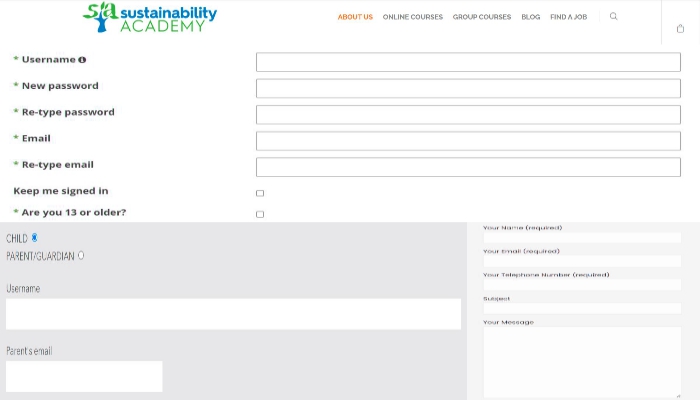 sa sustainability
ACADEMY
ABOUT US ONLINE COURSES GROUP COURSES BLOG FIND A JOB
* Username
* New password
* Re-type password
* Email
* Re-type email
Keep me signed in
* Are you 13 or older?
CHILD
PARENT/GUARDIAN
Username
Parent's email
Your Name (required)
Your Email (required)
Your Telephone Number (required)
Subject
Your Message